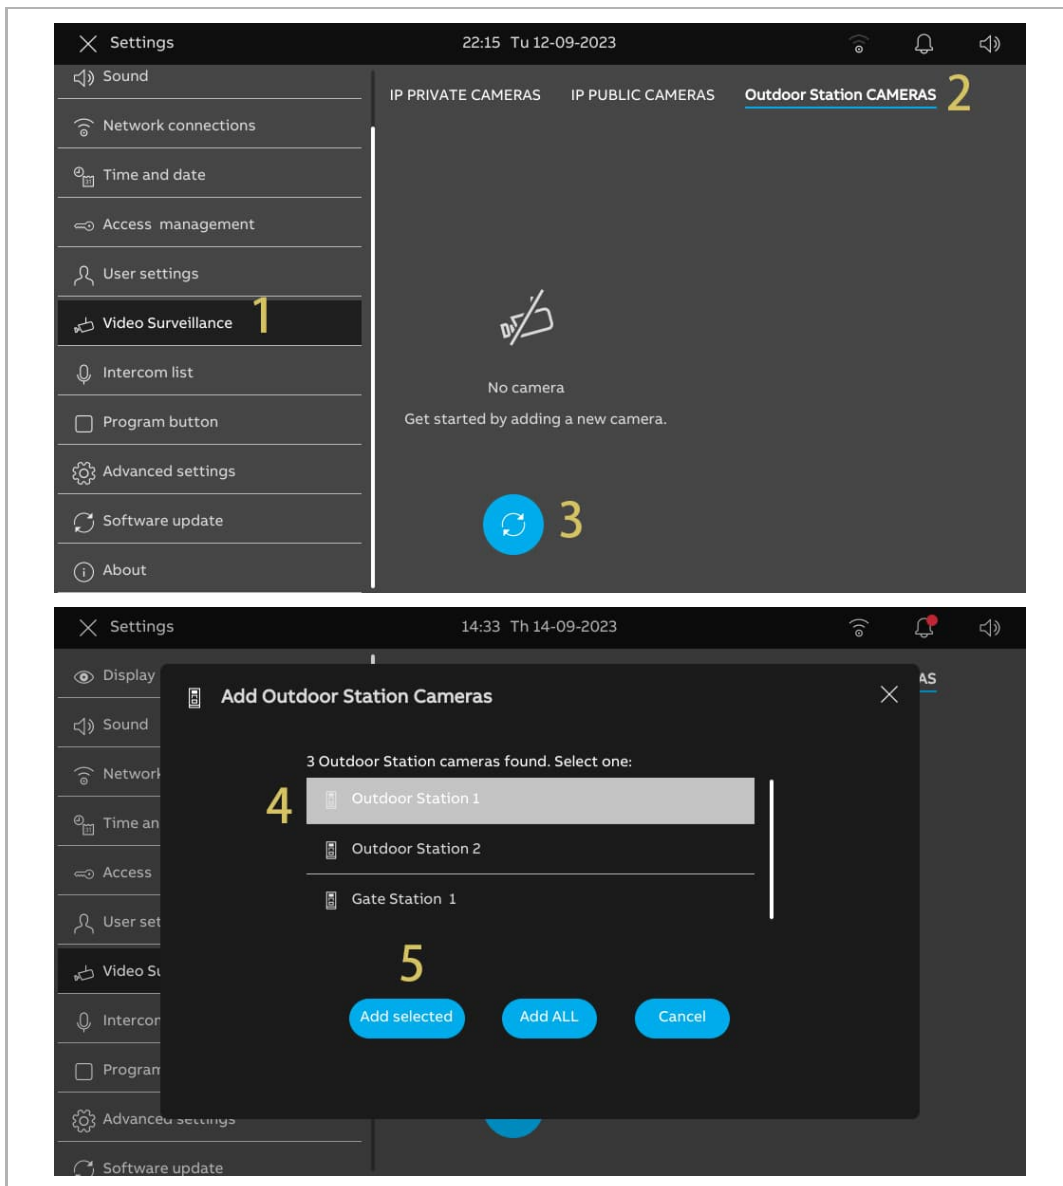 Settings
22:15 Tu 12-09-2023
Sound
IP PRIVATE CAMERAS
IP PUBLIC CAMERAS
Outdoor Station CAMERAS
2
Network connections
Time and date
Access management
User settings
Video Surveillance
1
Intercom list
No camera
Program button
Get started by adding a new camera.
Advanced settings
Software update
3
About
Settings
14:33 Th 14-09-2023
Display
AS
Add Outdoor Station Cameras
Sound
3 Outdoor Station cameras found. Select one:
Network
4
Outdoor Station 1
Time an
Outdoor Station 2
Access
Gate Station 1
User set
5
Video Su
Add selected
Add ALL
Cancel
Intercor
Program
Advanced settings
Software update